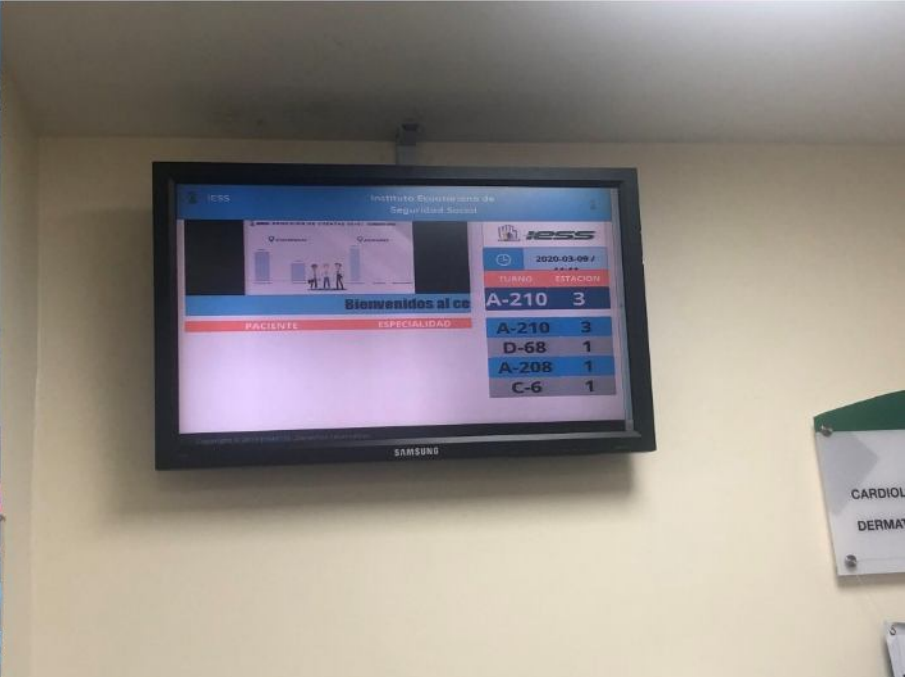 IESS
Instituto Ecuatoriano de
Seguridad Social
IESS
2020-03-09 /
TURNO ESTACION
A-210 3
A-210 3
D-68 1
A-208 1
C-6 1
Bienvenidos al ce
PACIENTE ESPECIALIDAD
SAMSUNG
CARDIOL
DERMAT